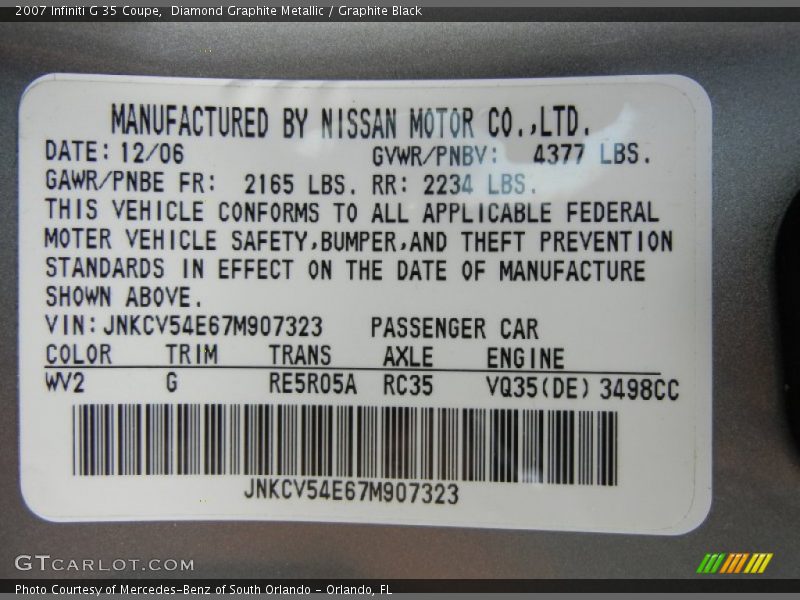 2007 Infiniti G 35 Coupe, Diamond Graphite Metallic / Graphite Black
MANUFACTURED BY NISSAN MOTOR CO.,LTD.
DATE: 12/06 GVWR/PNBV: 4377 LBS.
GAWR/PNBE FR: 2165 LBS. RR: 2234 LBS.
THIS VEHICLE CONFORMS TO ALL APPLICABLE FEDERAL
MOTER VEHICLE SAFETY,BUMPER,AND THEFT PREVENTION
STANDARDS IN EFFECT ON THE DATE OF MANUFACTURE
SHOWN ABOVE.
VIN: JNKCV54E67M907323 PASSENGER CAR
COLOR TRIM TRANS AXLE ENGINE
WV2 G RE5R05A RC35 VQ35(DE) 3498CC
JNKCV54E67M907323
GTCARLOT.COM
Photo Courtesy of Mercedes-Benz of South Orlando - Orlando, FL